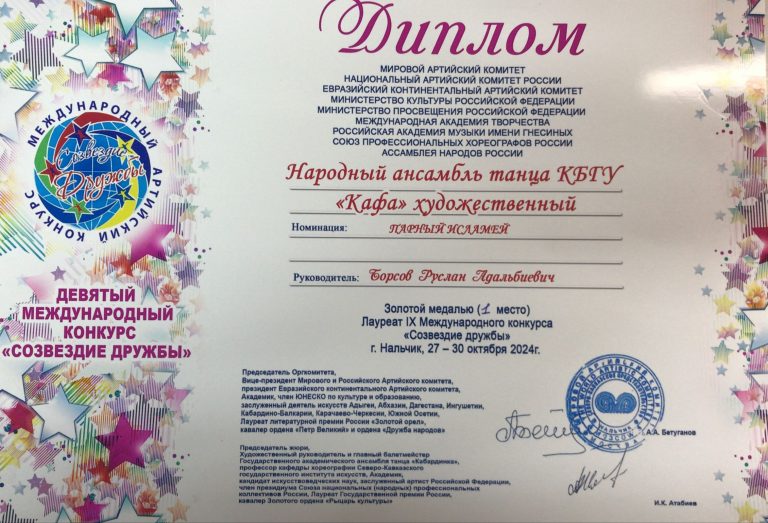 Диплом
МИРОВОЙ АРТИЙСКИЙ КОМИТЕТ
НАЦИОНАЛЬНЫЙ АРТИЙСКИЙ КОМИТЕТ РОССИИ
ЕВРАЗИЙСКИЙ КОНТИНЕНТАЛЬНЫЙ АРТИЙСКИЙ КОМИТЕТ
МИНИСТЕРСТВО КУЛЬТУРЫ РОССИЙСКОЙ ФЕДЕРАЦИИ
МИНИСТЕРСТВО ПРОСВЕЩЕНИЯ РОССИЙСКОЙ ФЕДЕРАЦИИ
МЕЖДУНАРОДНАЯ АКАДЕМИЯ ТВОРЧЕСТВА
РОССИЙСКАЯ АКАДЕМИЯ МУЗЫКИ ИМЕНИ ГНЕСИНЫХ
СОЮЗ ПРОФЕССИОНАЛЬНЫХ ХОРЕОГРАФОВ РОССИИ
АССАМБЛЕЯ НАРОДОВ РОССИИ
МЕЖДУНАРОДНЫЙ АРТИЙСКИЙ КОНКУРС
Созвездие
Дружбы
ДЕВЯТЫЙ
МЕЖДУНАРОДНЫЙ
КОНКУРС
«СОЗВЕЗДИЕ ДРУЖБЫ»
Народный ансамбль танца КБГУ
«Кафа» художественный
Номинация: ПАРНЫЙ ИСЛАМЕЙ
Руководитель: Борсов Руслан Адальбиевич
Золотой медалью (1 место)
Лауреат IX Международного конкурса
«Созвездие дружбы»
г. Нальчик, 27 – 30 октября 2024г.
Председатель Оргкомитета,
Вице-президент Мирового и Российского Артийского комитета,
президент Евразийского континентального Артийского комитета,
Академик, член ЮНЕСКО по культуре и образованию,
заслуженный деятель искусств Адыгеи, Абхазии, Дагестана, Ингушетии,
Кабардино-Балкарии, Карачаево-Черкесии, Южной Осетии,
Лауреат литературной премии России «Золотой орел»,
кавалер ордена «Петр Великий» и ордена «Дружба народов»
А.А. Бетуганов
Председатель жюри,
Художественный руководитель и главный балетмейстер
Государственного академического ансамбля танца «Кабардинка»,
профессор кафедры хореографии Северо-Кавказского
государственного института искусств, Академик,
кандидат искусствоведческих наук, заслуженный артист Российской Федерации,
член президиума Союза национальных (народных) профессиональных
коллективов России, Лауреат Государственной премии России,
кавалер Золотого ордена «Рыцарь культуры»
И.К. Атабиев